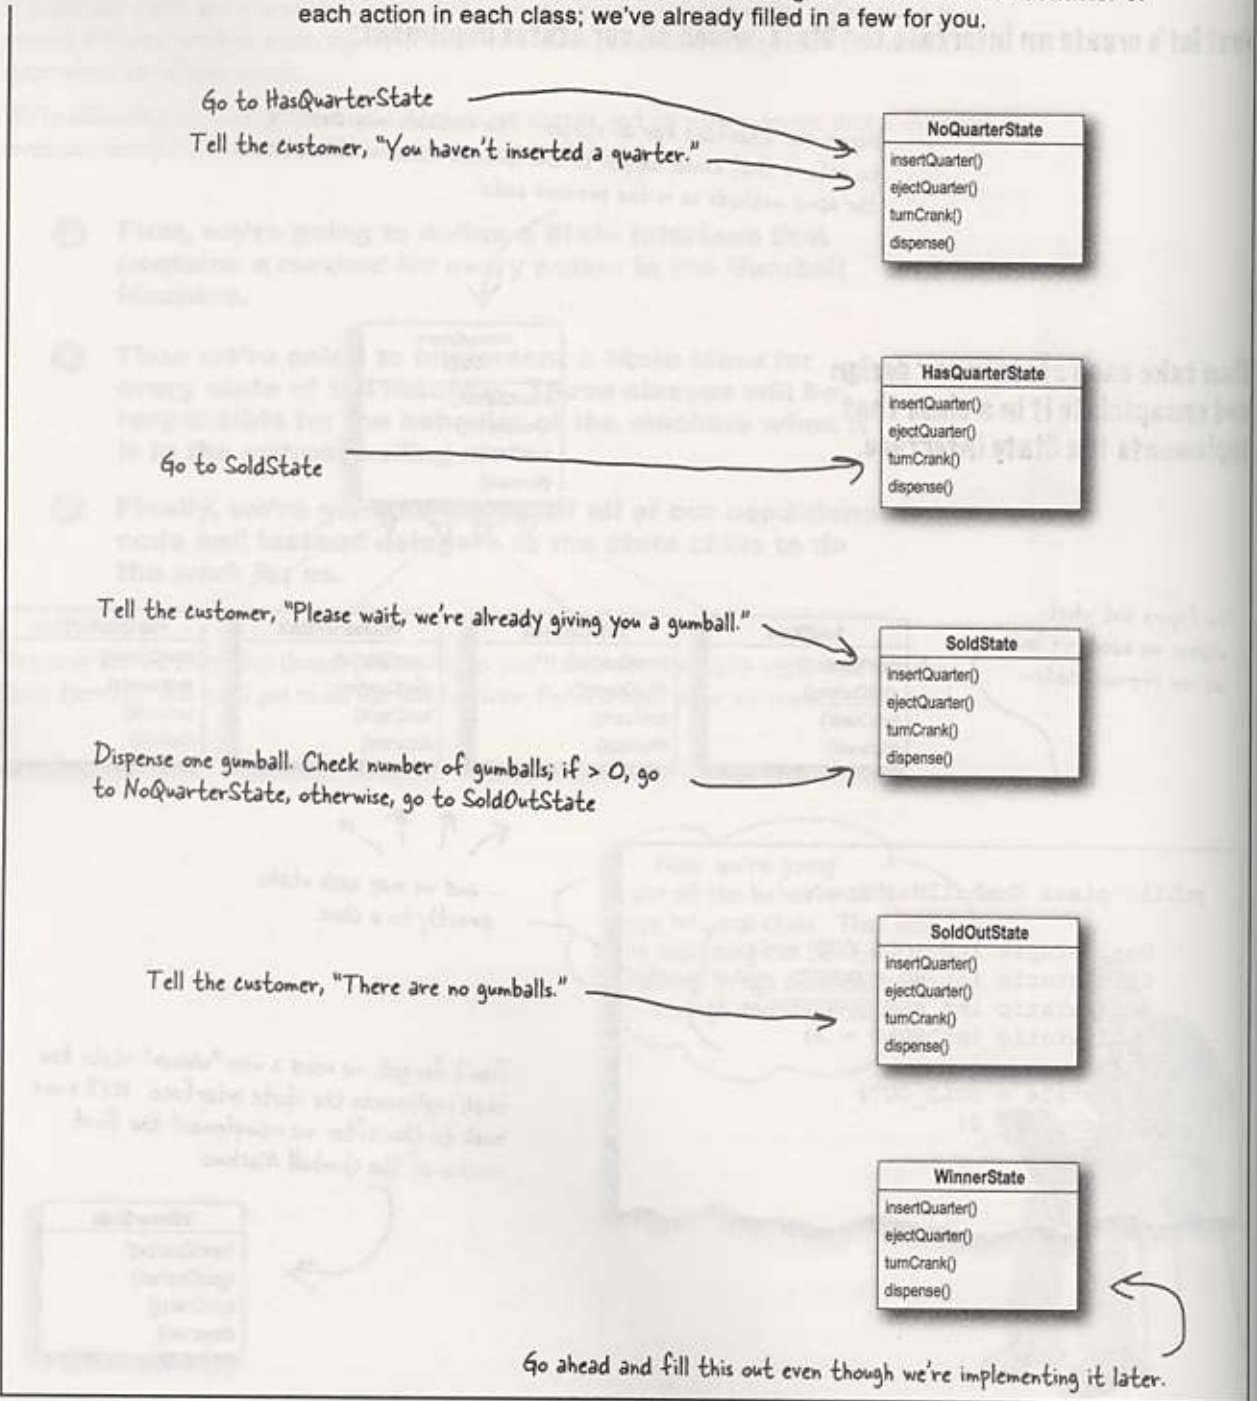 each action in each class; we've already filled in a few for you.
Go to HasQuarterState
Tell the customer, "You haven't inserted a quarter."
NoQuarterState
insertQuarter()
ejectQuarter()
turnCrank()
dispense()
HasQuarterState
insertQuarter()
ejectQuarter()
turnCrank()
dispense()
Go to SoldState
Tell the customer, "Please wait, we're already giving you a gumball."
SoldState
insertQuarter()
ejectQuarter()
turnCrank()
dispense()
Dispense one gumball. Check number of gumballs; if > 0, go
to NoQuarterState, otherwise, go to SoldOutState
SoldOutState
insertQuarter()
ejectQuarter()
turnCrank()
dispense()
Tell the customer, "There are no gumballs."
WinnerState
insertQuarter()
ejectQuarter()
turnCrank()
dispense()
Go ahead and fill this out even though we're implementing it later.